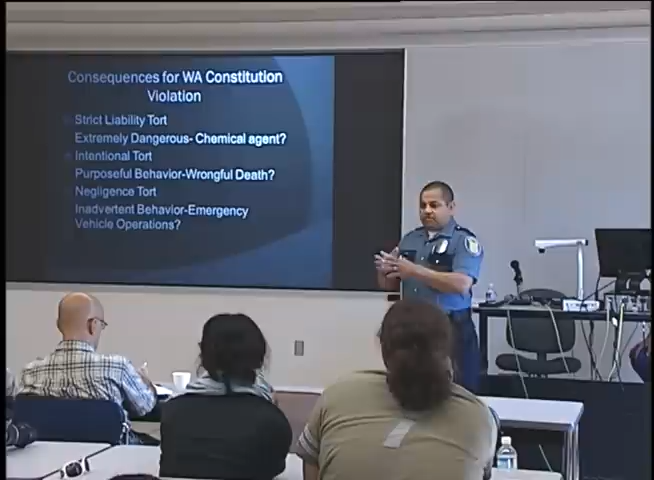 Consequences for WA Constitution
Violation
Strict Liability Tort
Extremely Dangerous- Chemical agent?
Intentional Tort
Purposeful Behavior-Wrongful Death?
Negligence Tort
Inadvertent Behavior-Emergency
Vehicle Operations?